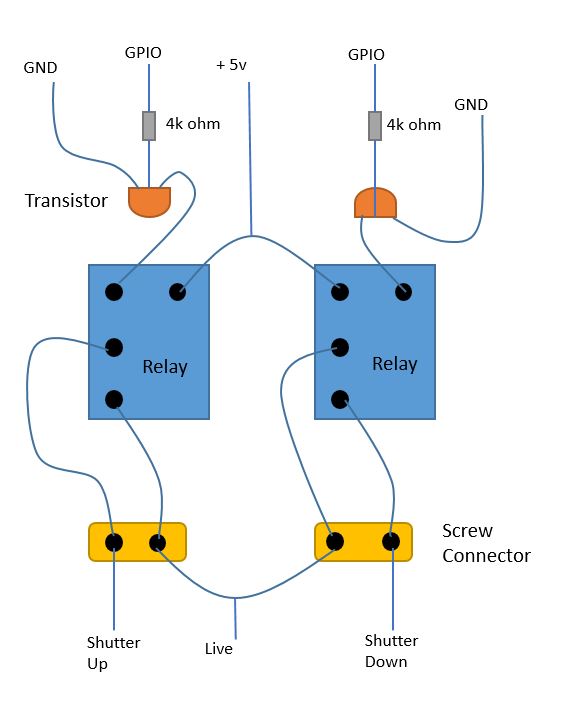 GND
GPIO
+ 5v
GPIO
4k ohm
4k ohm
GND
Transistor
Relay
Relay
Screw
Connector
Shutter
Up
Live
Shutter
Down